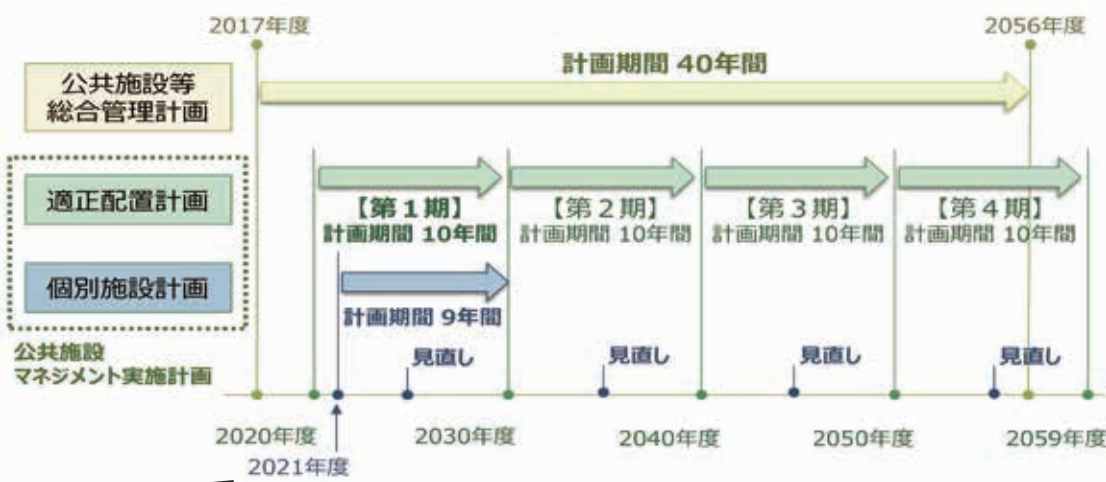 2017年度
2056年度
公共施設等
総合管理計画
計画期間 40年間
適正配置計画
【第1期】
計画期間 10年間
【第2期】
計画期間 10年間
【第3期】
計画期間 10年間
【第4期】
計画期間 10年間
個別施設計画
計画期間 9年間
公共施設
マネジメント実施計画
見直し
見直し
見直し
見直し
2020年度
2030年度
2040年度
2050年度
2059年度
2021年度